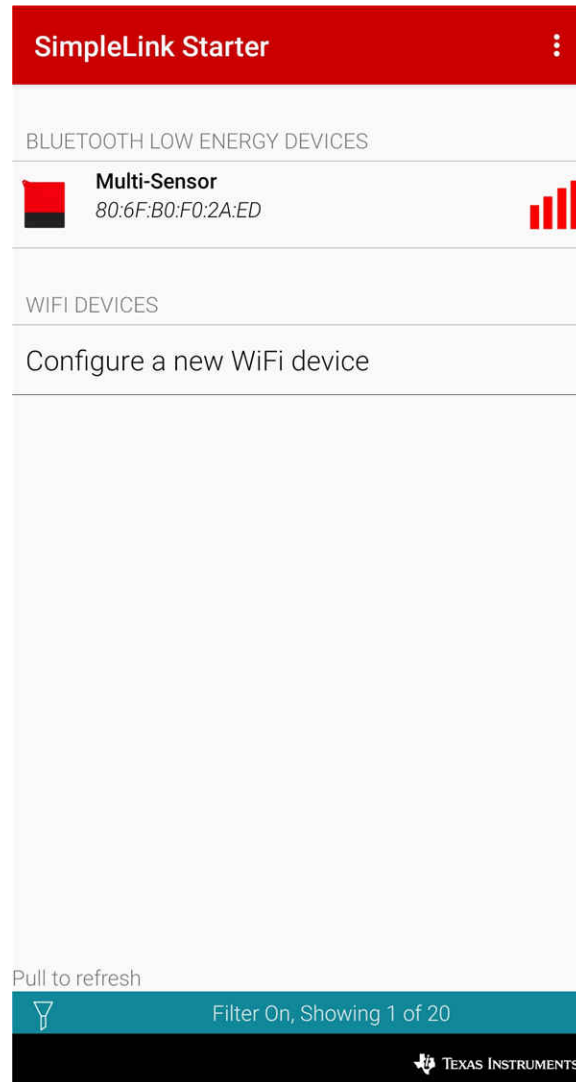 SimpleLink Starter
BLUETOOTH LOW ENERGY DEVICES
Multi-Sensor
80:6F:B0:F0:2A:ED
WIFI DEVICES
Configure a new WiFi device
Pull to refresh
Filter On, Showing 1 of 20
TEXAS INSTRUMENTS